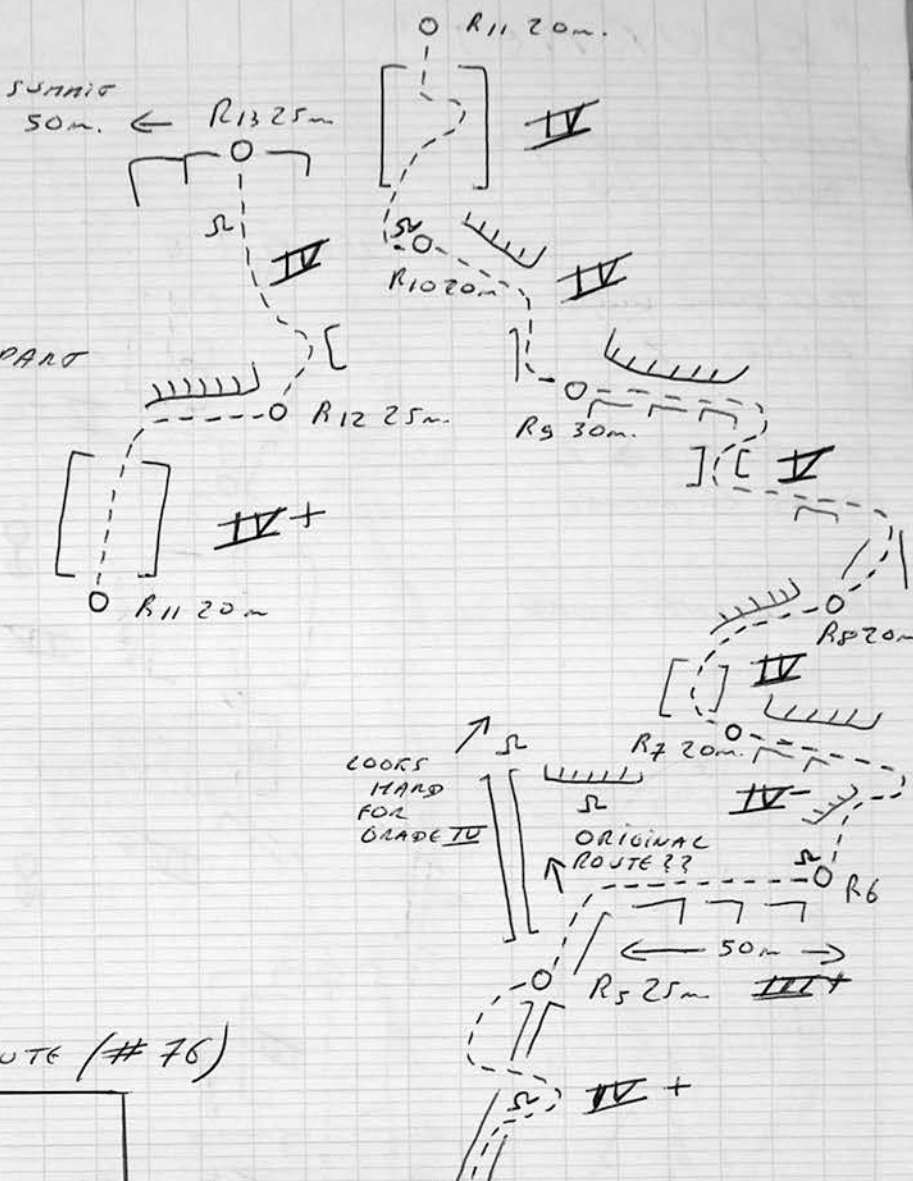 R11 20m.
SUMMIT
50m. ← R13 25m
IV
IV
R10 20m
IV
PART
R12 25m.
R9 30m.
V
IV+
R11 20m
R8 20m
IV
R7 20m.
LOOKS
HARD
FOR
GRADE IV
IV-
ORIGINAL
ROUTE??
R6
50m
R5 25m III+
UTE (# 76)
IV +